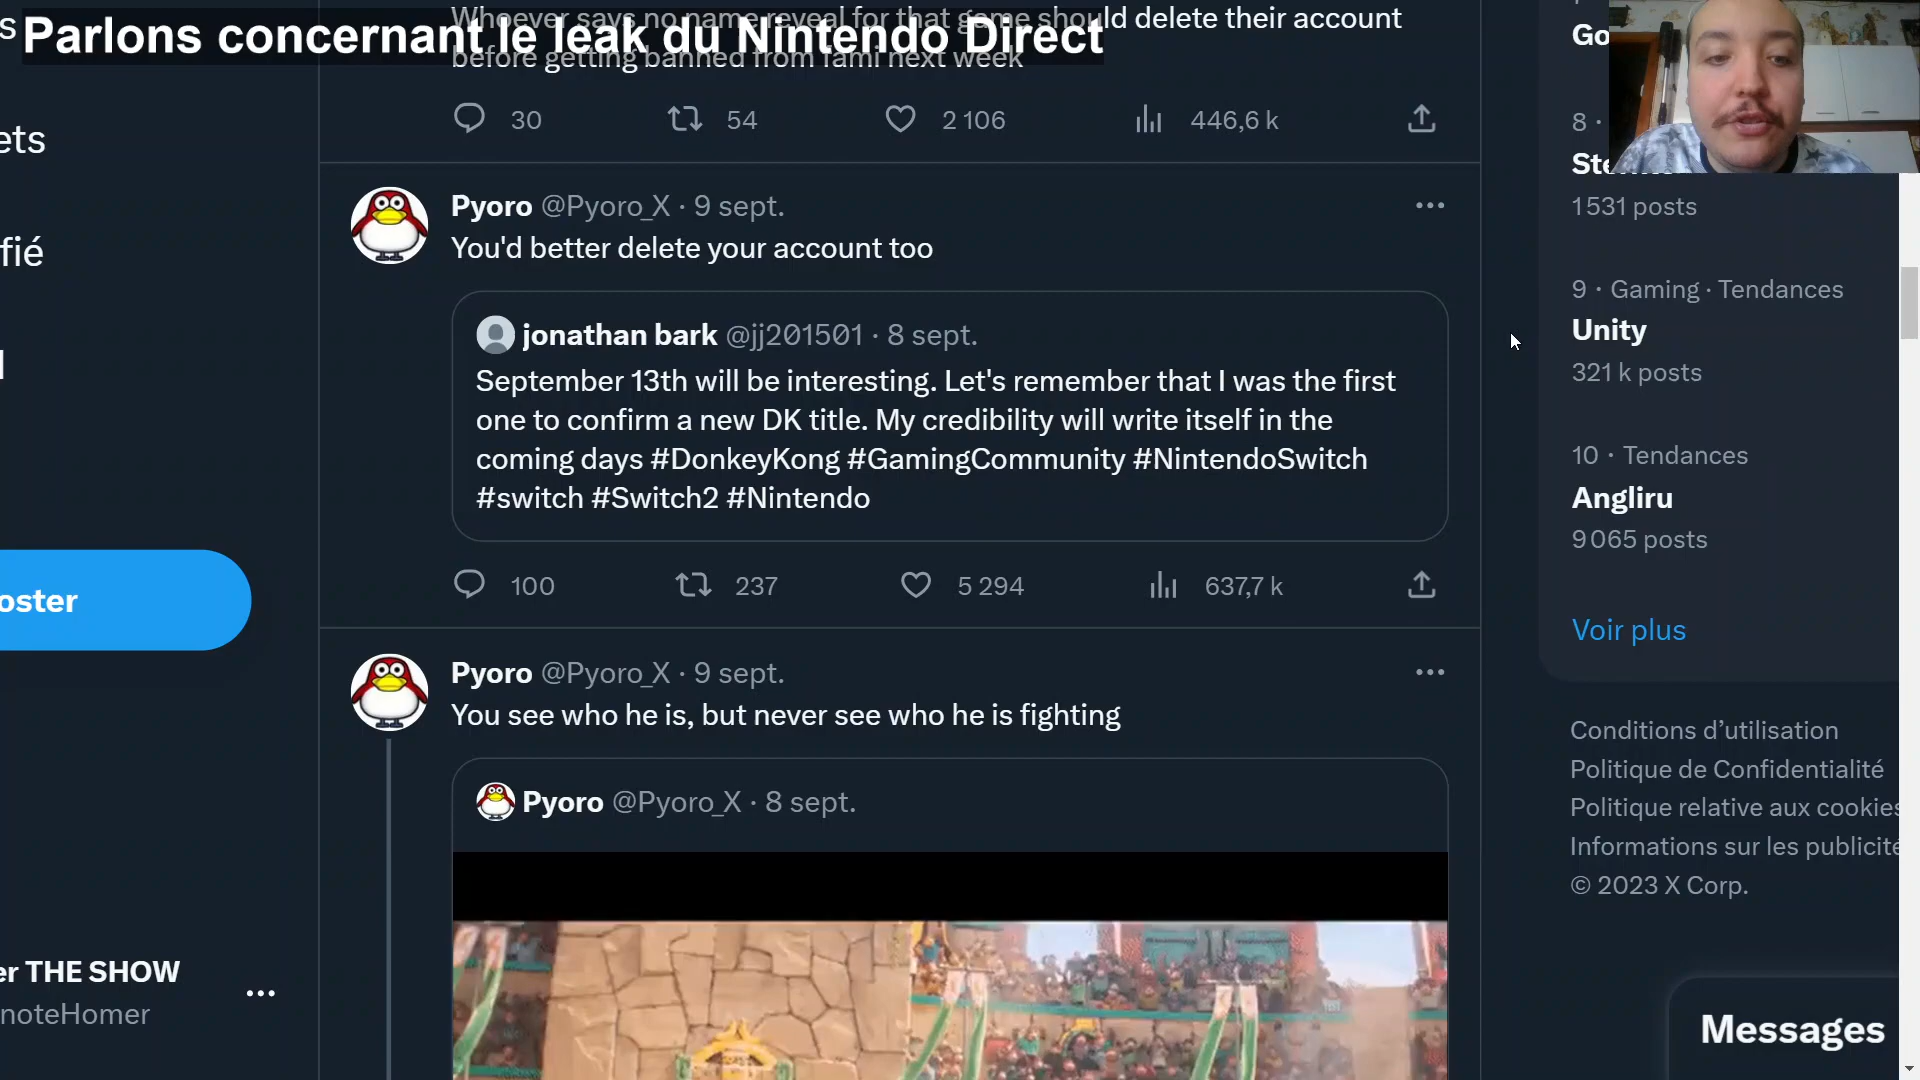 Whoever says no name reveal for that game should delete their account
Parlons concernant le leak du Nintendo Direct
before getting banned from fami next week
30 54 2 106 446,6 k
Pyoro @Pyoro_X · 9 sept.
You'd better delete your account too
jonathan bark @jj201501 · 8 sept.
September 13th will be interesting. Let's remember that I was the first
one to confirm a new DK title. My credibility will write itself in the
coming days #DonkeyKong #GamingCommunity #NintendoSwitch
#switch #Switch2 #Nintendo
100 237 5 294 637,7 k
Pyoro @Pyoro_X · 9 sept.
You see who he is, but never see who he is fighting
Pyoro @Pyoro_X · 8 sept.
ets
fié
oster
er THE SHOW
noteHomer
Go
8 ·
Ste
1 531 posts
9 · Gaming · Tendances
Unity
321 k posts
10 · Tendances
Angliru
9 065 posts
Voir plus
Conditions d’utilisation
Politique de Confidentialité
Politique relative aux cookies
Informations sur les publicité
© 2023 X Corp.
Messages